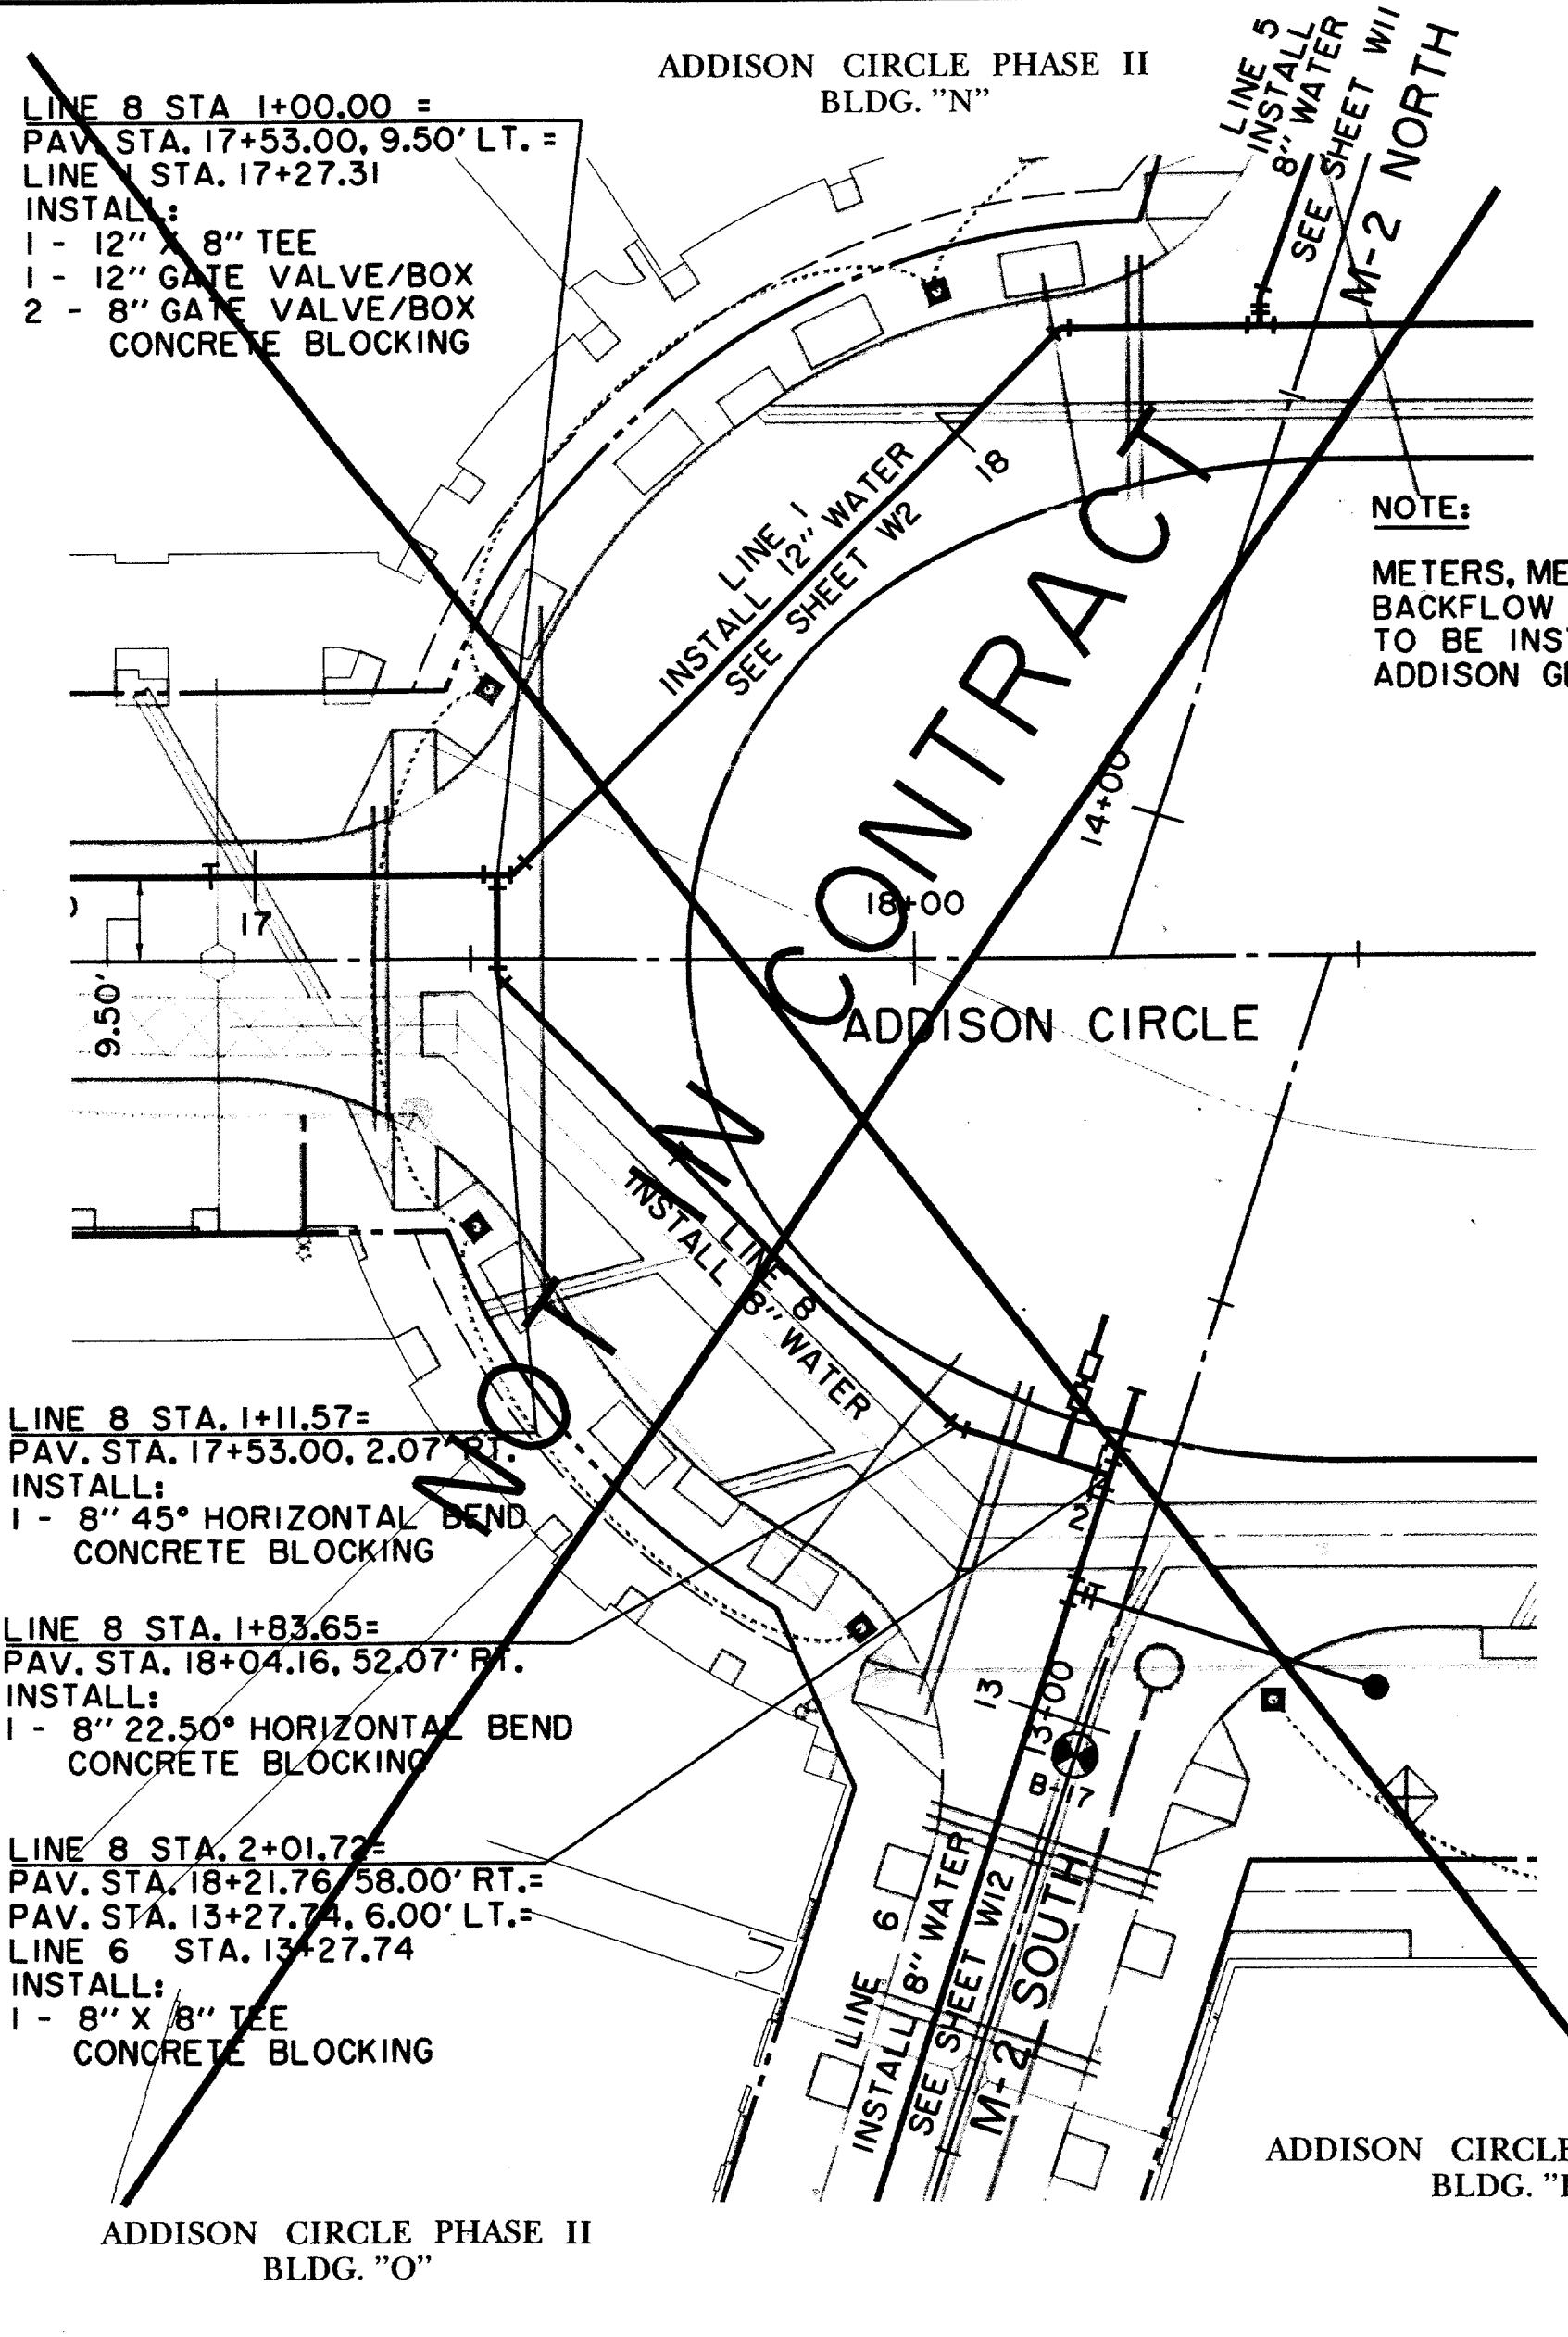 ADDISON CIRCLE PHASE II
BLDG. "N"
LINE 8 STA 1+00.00 =
PAV. STA. 17+53.00, 9.50' LT. =
LINE 1 STA. 17+27.31
INSTALL:
1 - 12" X 8" TEE
1 - 12" GATE VALVE/BOX
2 - 8" GATE VALVE/BOX
CONCRETE BLOCKING
LINE 5
INSTALL
8" WATER
SEE SHEET W11
M-2 NORTH
LINE 1
INSTALL 12" WATER
SEE SHEET W2
18
NOTE:
METERS, ME
BACKFLOW
TO BE INS
ADDISON G
NOT IN CONTRACT
14+00
18+00
17
9.50'
ADDISON CIRCLE
INSTALL LINE 8
8" WATER
LINE 8 STA. 1+11.57=
PAV. STA. 17+53.00, 2.07' RT.
INSTALL:
1 - 8" 45° HORIZONTAL BEND
CONCRETE BLOCKING
2
LINE 8 STA. 1+83.65=
PAV. STA. 18+04.16, 52.07' RT.
INSTALL:
1 - 8" 22.50° HORIZONTAL BEND
CONCRETE BLOCKING
13
13+00
B-17
LINE 8 STA. 2+01.72=
PAV. STA. 18+21.76, 58.00' RT.=
PAV. STA. 13+27.74, 6.00' LT.=
LINE 6 STA. 13+27.74
INSTALL:
1 - 8" X 8" TEE
CONCRETE BLOCKING
LINE 6
INSTALL 8" WATER
SEE SHEET W12
M-2 SOUTH
ADDISON CIRCLE
BLDG. "
ADDISON CIRCLE PHASE II
BLDG. "O"